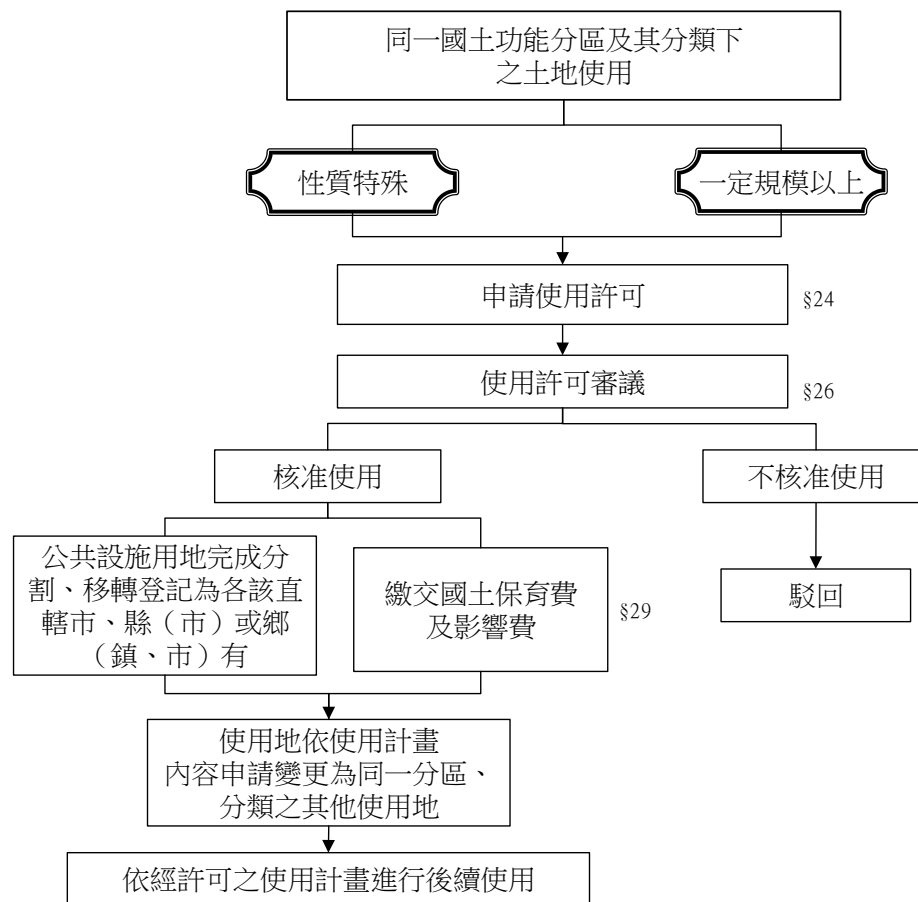 同一國土功能分區及其分類下
之土地使用
性質特殊
一定規模以上
申請使用許可
§24
使用許可審議
§26
核准使用
不核准使用
公共設施用地完成分
割、移轉登記為各該直
轄市、縣（市）或鄉
（鎮、市）有
繳交國土保育費
及影響費
§29
駁回
使用地依使用計畫
內容申請變更為同一分區、
分類之其他使用地
依經許可之使用計畫進行後續使用